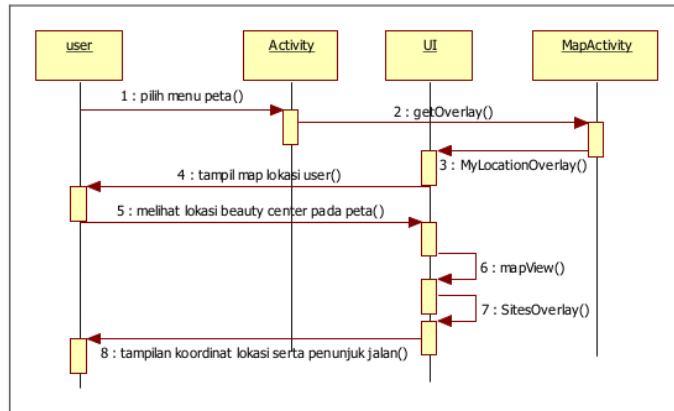 user Activity UI MapActivity
1 : pilih menu peta()
2 : getOverlay()
3 : MyLocationOverlay()
4 : tampil map lokasi user()
5 : melihat lokasi beauty center pada peta()
6 : mapView()
7 : SitesOverlay()
8 : tampilan koordinat lokasi serta penunjuk jalan()